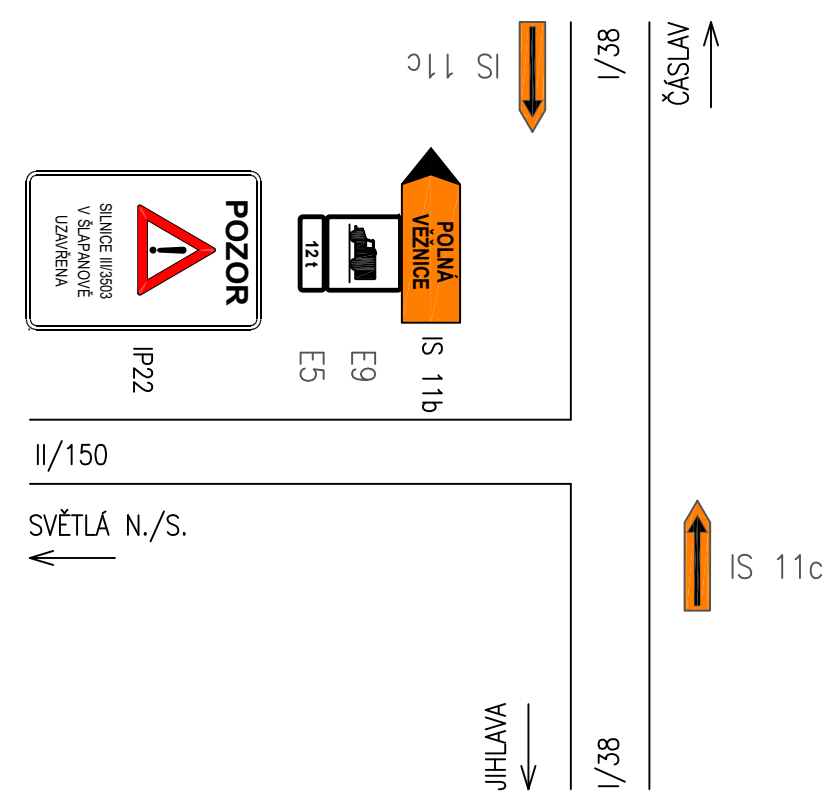 IS 11c
I/38
ČÁSLAV
POZOR
SILNICE III/3503
V ŠLAPANOVĚ
UZAVŘENA
IP22
12 t
E5
E9
POLNÁ
VĚŽNICE
IS 11b
II/150
SVĚTLÁ N./S.
IS 11c
JIHLAVA
I/38